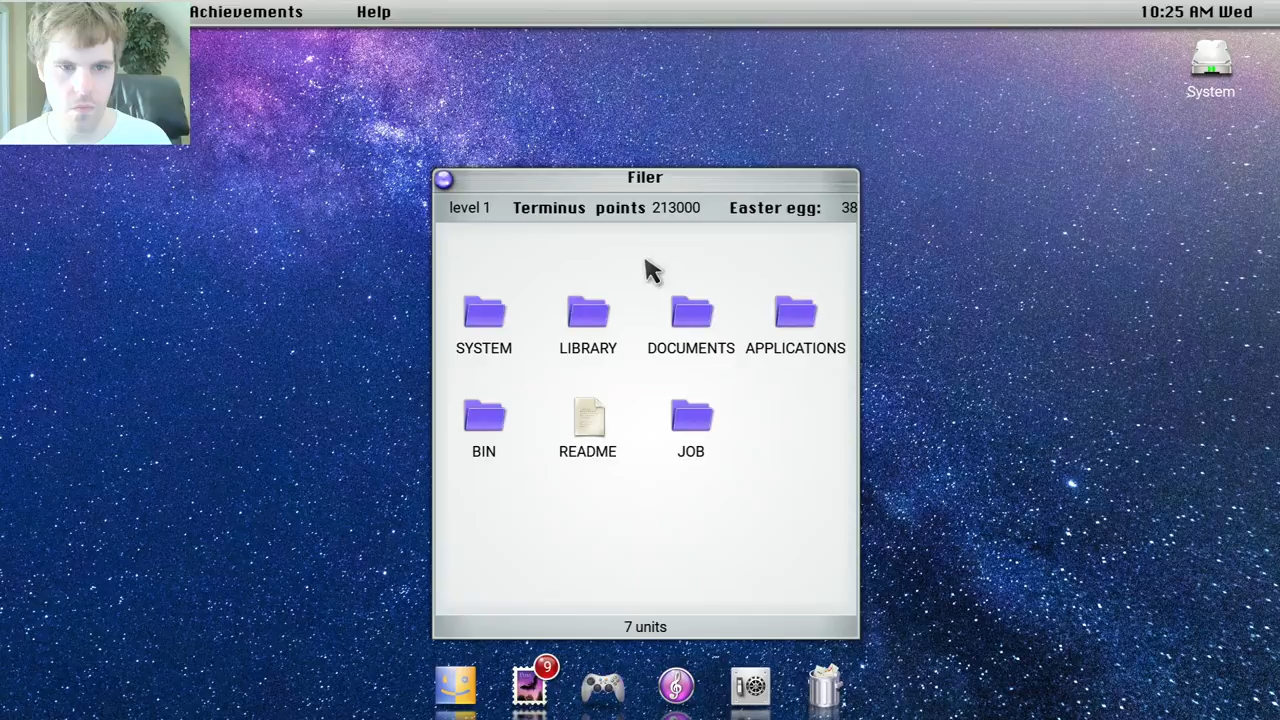 Achievements Help 10:25 AM Wed
System
Filer
level 1 Terminus points 213000 Easter egg: 38
SYSTEM LIBRARY DOCUMENTS APPLICATIONS
BIN README JOB
7 units
9